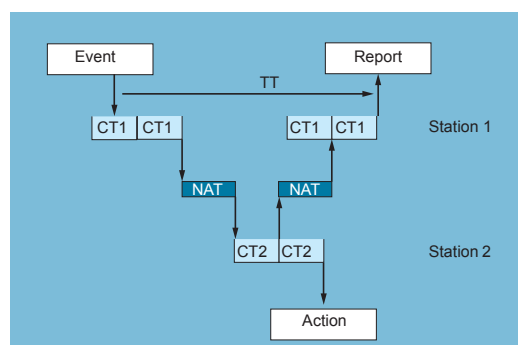 Event
Report
TT
CT1 CT1
CT1 CT1
Station 1
NAT
NAT
CT2 CT2
Station 2
Action